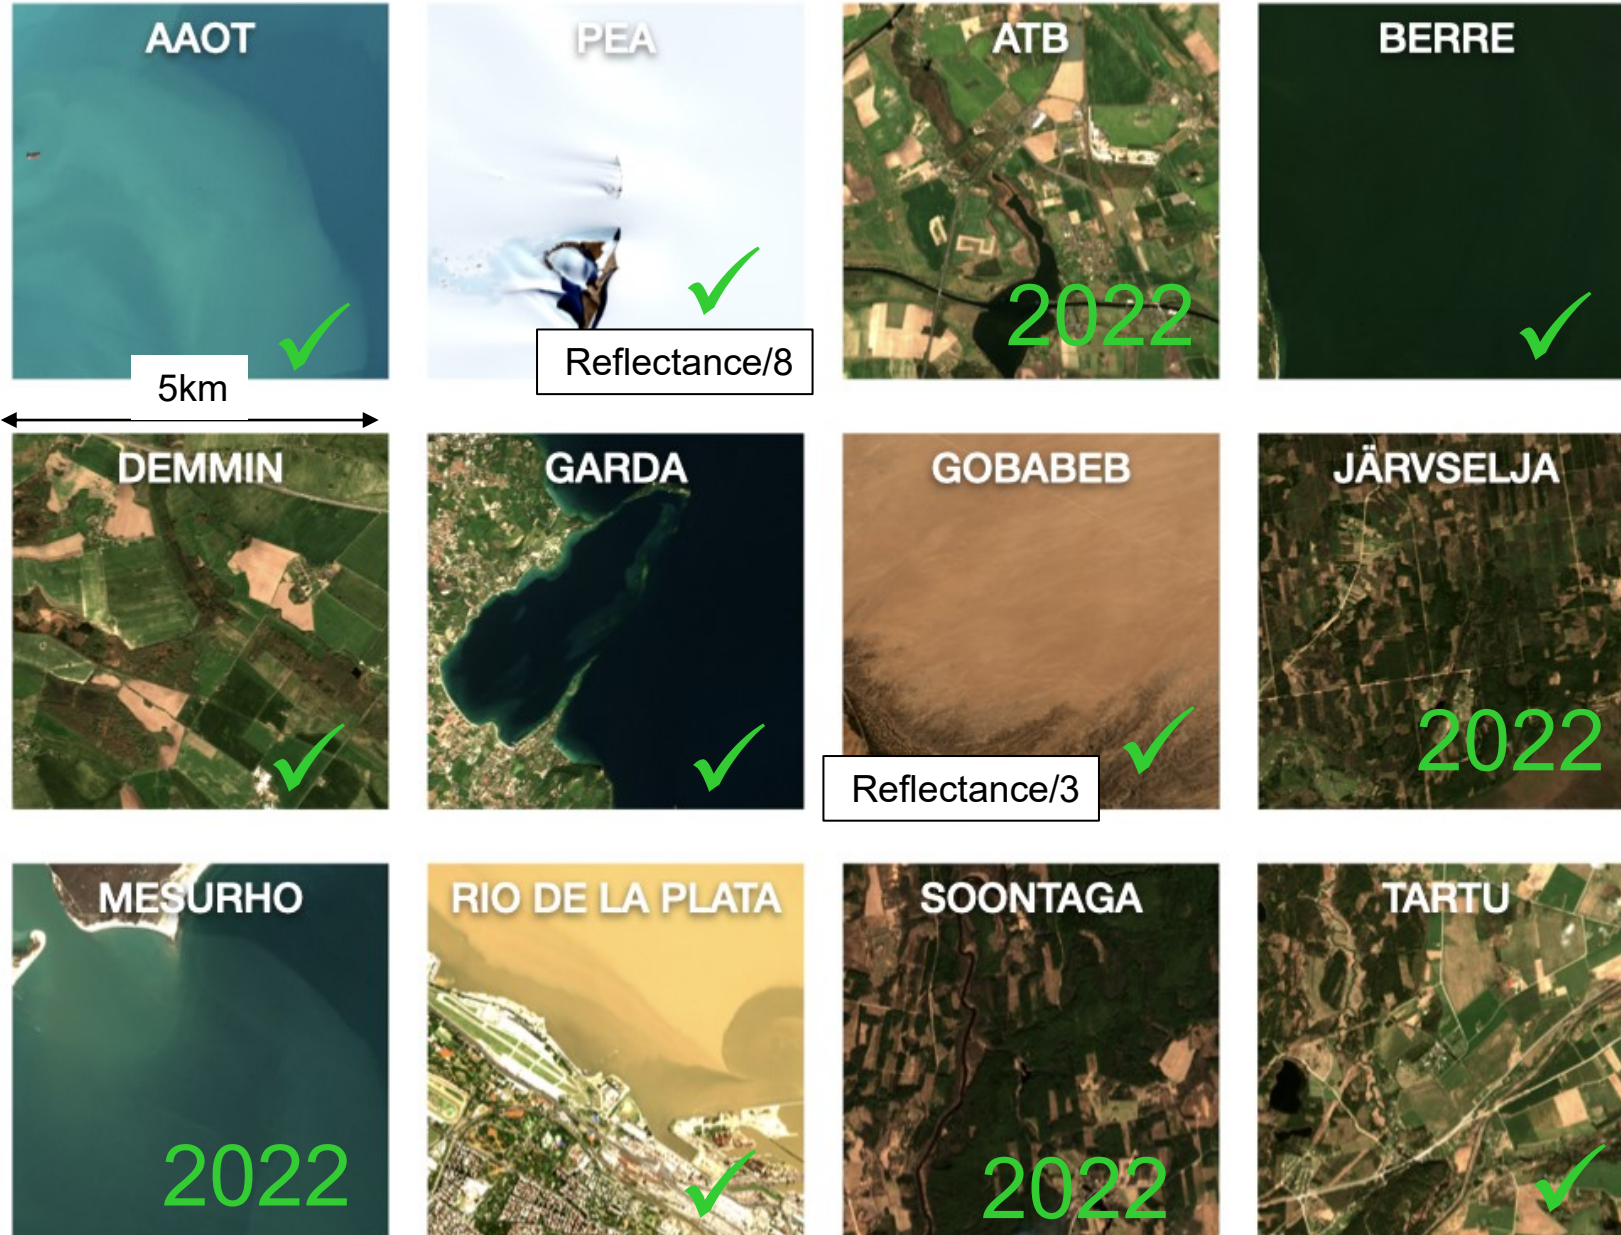 AAOT
PEA
ATB
BERRE
✓
✓
2022
✓
Reflectance/8
5km
DEMMIN
GARDA
GOBABEB
JÄRVSELJA
✓
✓
✓
2022
Reflectance/3
MESURHO
RIO DE LA PLATA
SOONTAGA
TARTU
2022
✓
2022
✓